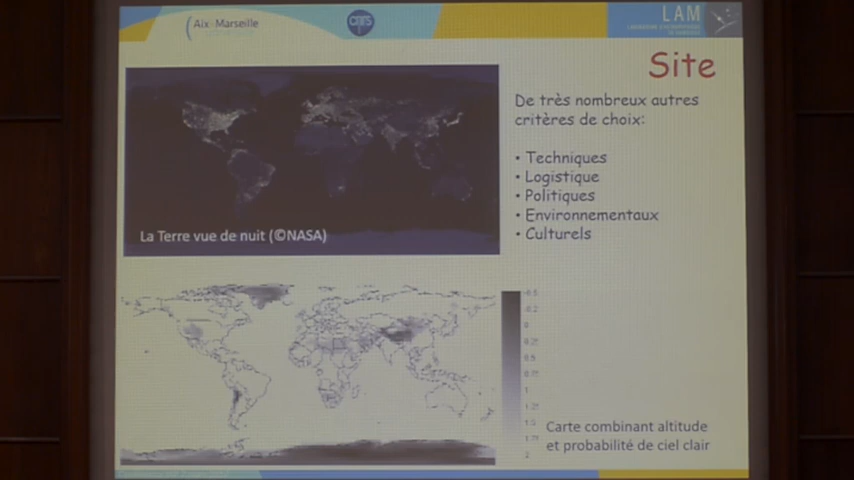 Aix*Marseille
cnrs
LAM
Site
De très nombreux autres
critères de choix:
• Techniques
• Logistique
• Politiques
• Environnementaux
• Culturels
La Terre vue de nuit (©NASA)
Carte combinant altitude
et probabilité de ciel clair